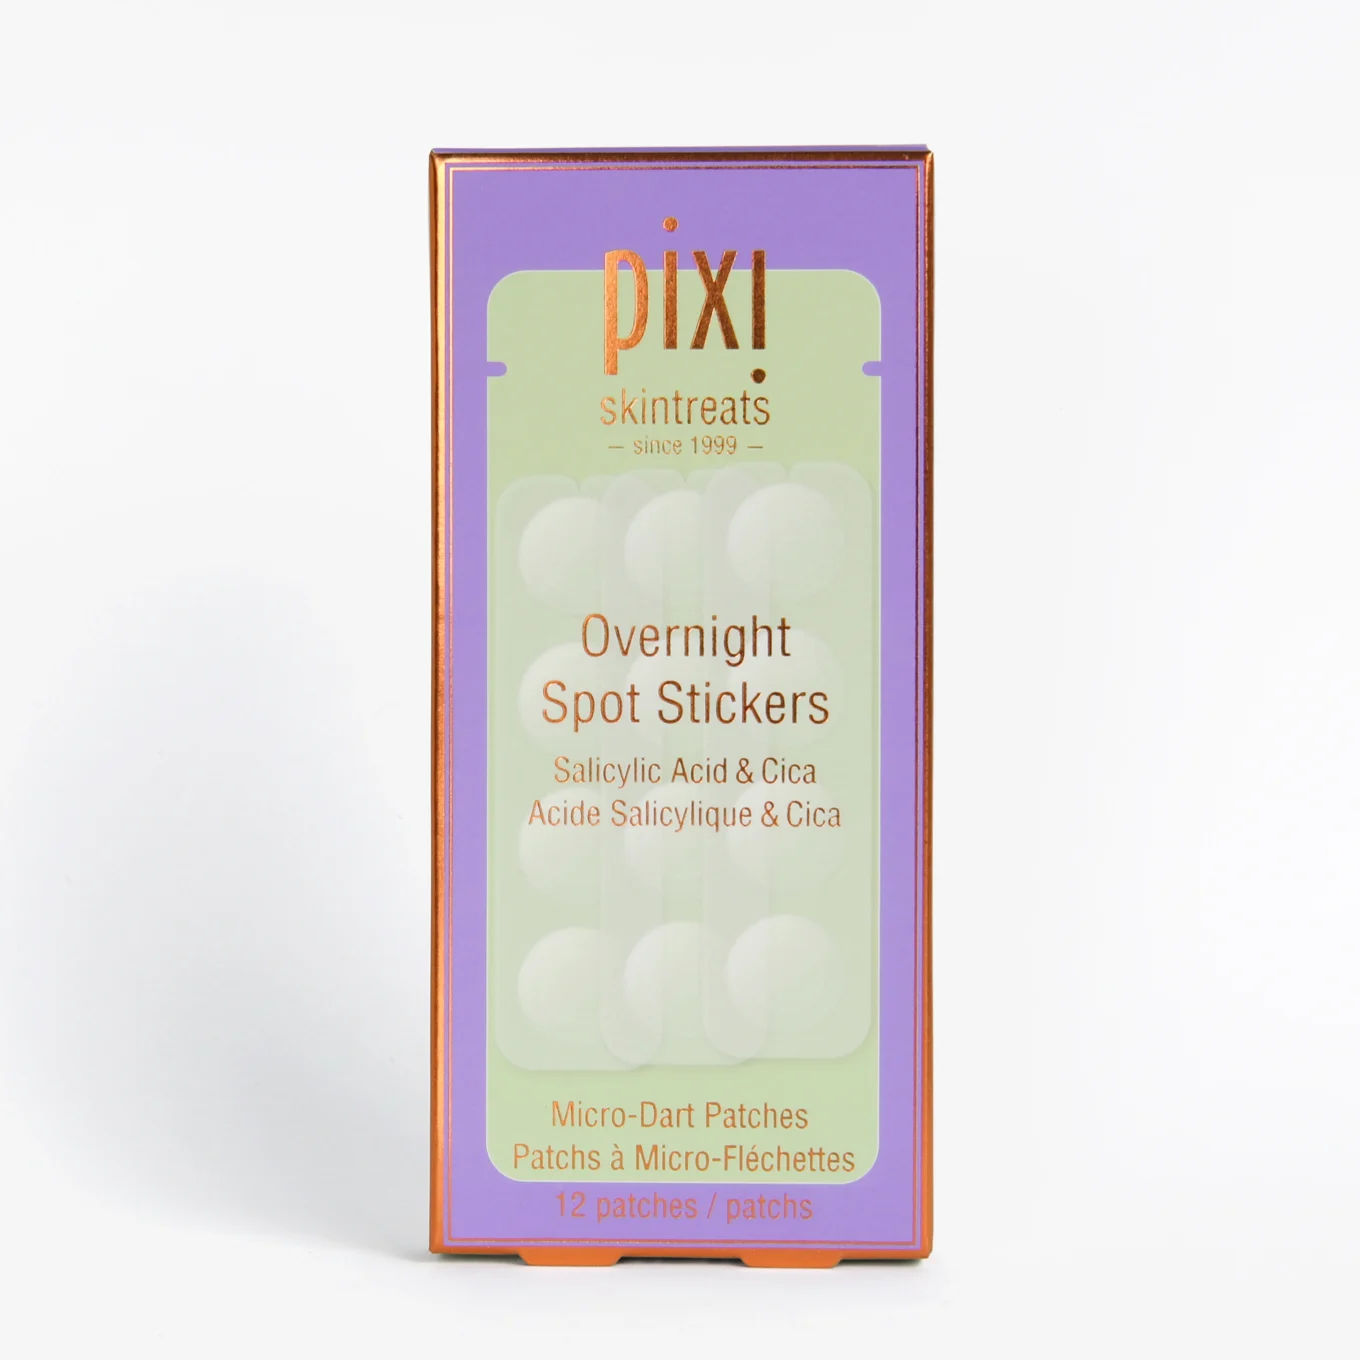 pixi
skintreats
– since 1999 –
Overnight
Spot Stickers
Salicylic Acid & Cica
Acide Salicylique & Cica
Micro-Dart Patches
Patchs à Micro-Fléchettes
12 patches / patchs